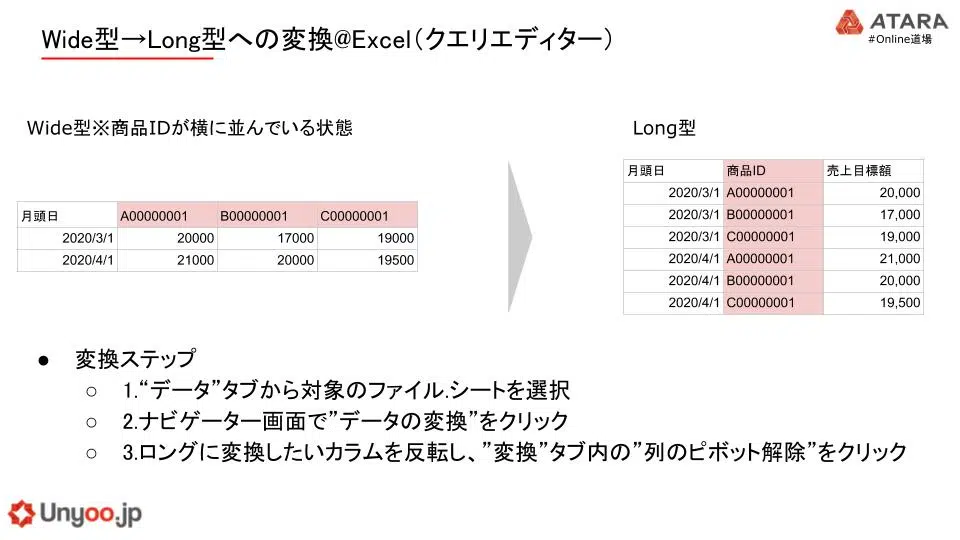 Wide型→Long型への変換@Excel(クエリエディター)
ATARA
#Online道場
Wide型※商品IDが横に並んでいる状態
Long型
月頭日 A00000001 B00000001 C00000001
2020/3/1 20000 17000 19000
2020/4/1 21000 20000 19500
月頭日 商品ID 売上目標額
2020/3/1 A00000001 20,000
2020/3/1 B00000001 17,000
2020/3/1 C00000001 19,000
2020/4/1 A00000001 21,000
2020/4/1 B00000001 20,000
2020/4/1 C00000001 19,500
● 変換ステップ
○ 1.“データ”タブから対象のファイル.シートを選択
○ 2.ナビゲーター画面で”データの変換”をクリック
○ 3.ロングに変換したいカラムを反転し、”変換”タブ内の”列のピボット解除”をクリック
Unyoo.jp